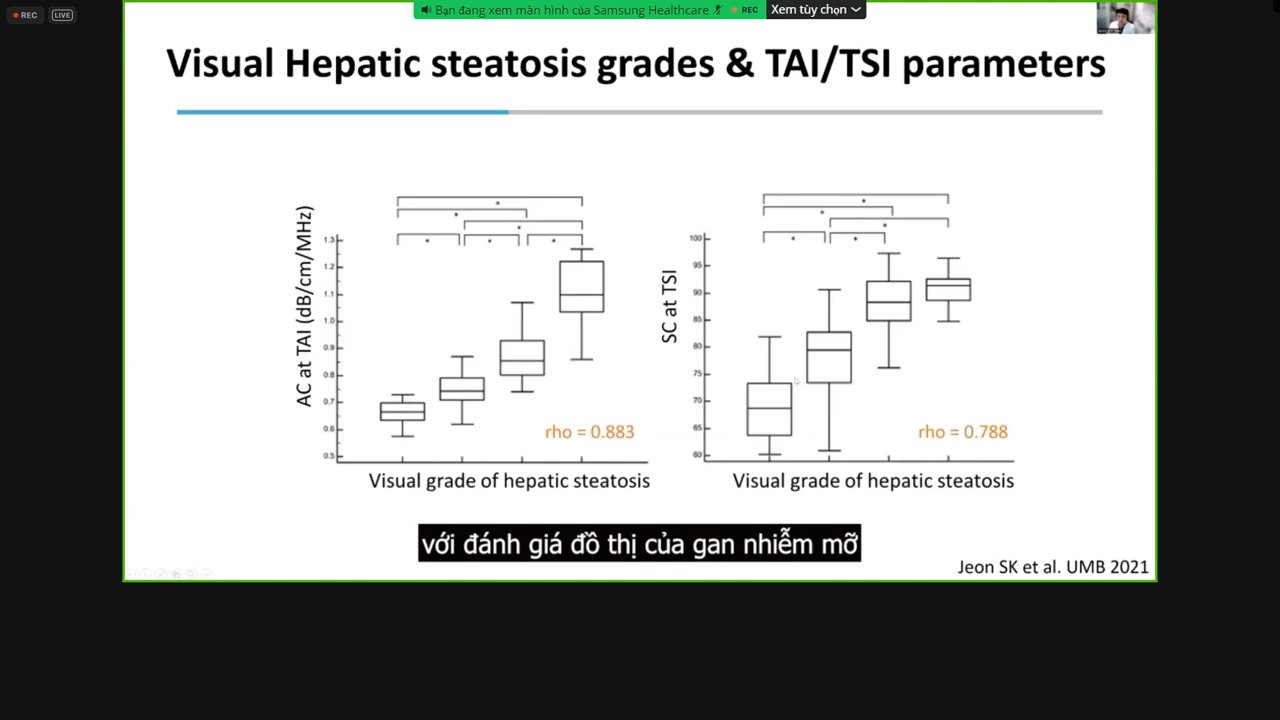 REC
LIVE
Bạn đang xem màn hình của Samsung Healthcare
REC
Xem tùy chọn
Visual Hepatic steatosis grades & TAI/TSI parameters
AC at TAI (dB/cm/MHz)
1.3
1.2
1.1
1.0
0.9
0.8
0.7
0.6
0.5
* * * * * *
rho = 0.883
Visual grade of hepatic steatosis
SC at TSI
100
95
90
85
80
75
70
65
60
* * * * *
rho = 0.788
Visual grade of hepatic steatosis
với đánh giá đồ thị của gan nhiễm mỡ
Jeon SK et al. UMB 2021